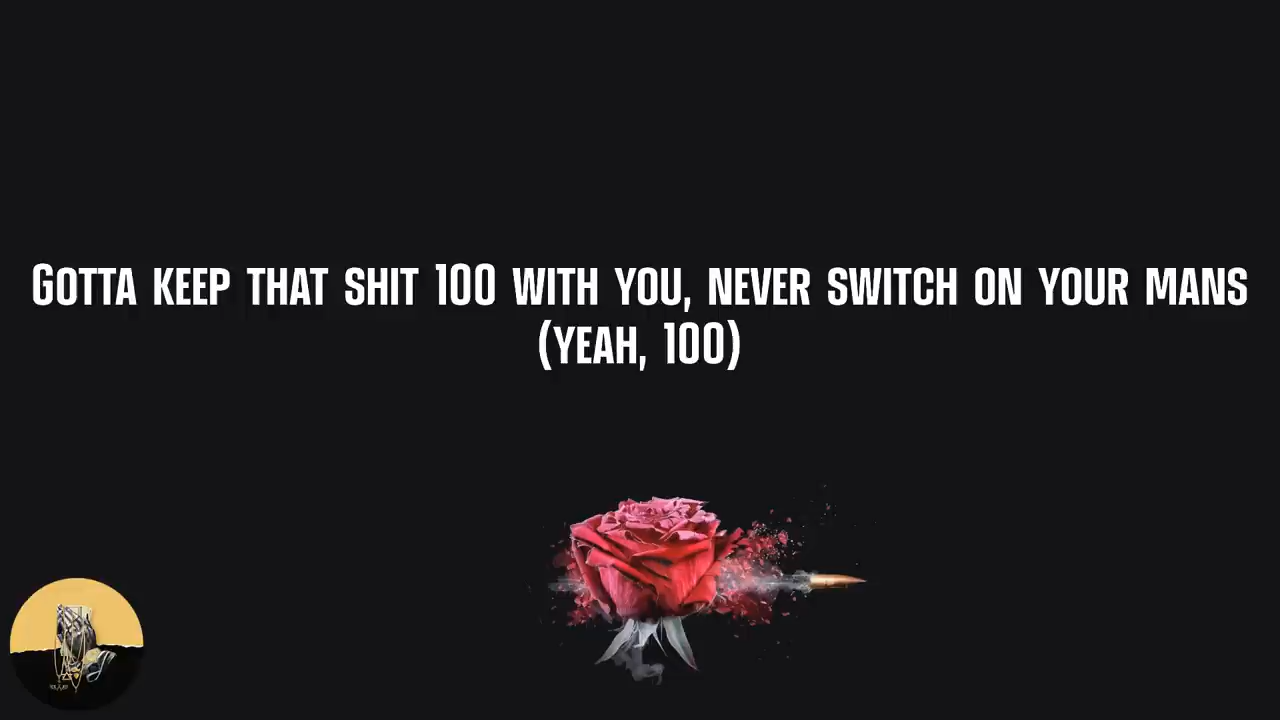 Gotta keep that shit 100 with you, never switch on your mans
(yeah, 100)